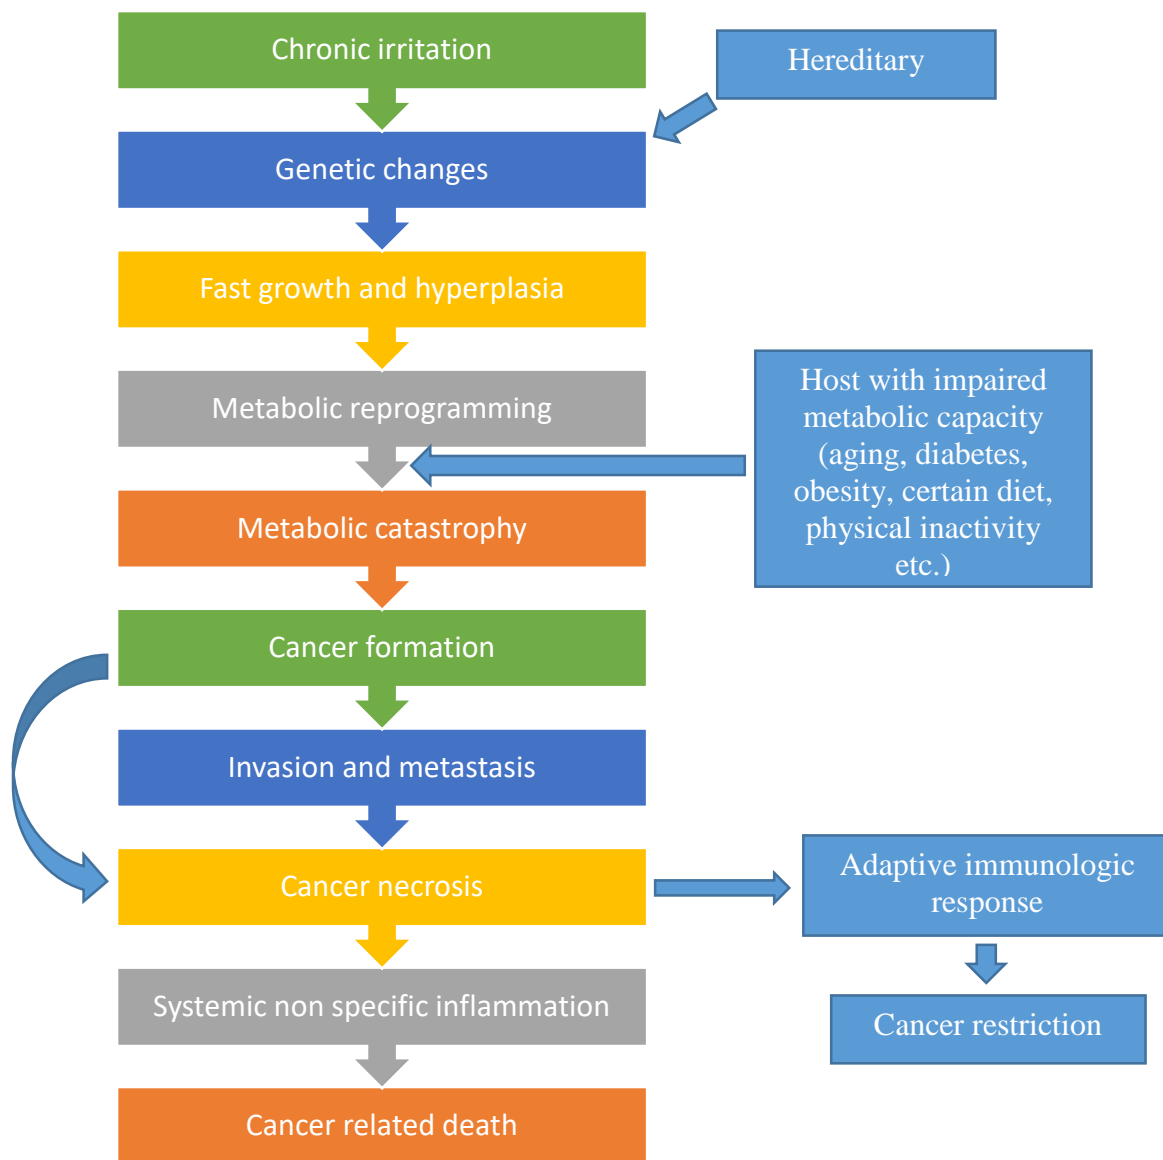 Chronic irritation
Hereditary
Genetic changes
Fast growth and hyperplasia
Metabolic reprogramming
Host with impaired
metabolic capacity
(aging, diabetes,
obesity, certain diet,
physical inactivity
etc.)
Metabolic catastrophy
Cancer formation
Invasion and metastasis
Cancer necrosis
Adaptive immunologic
response
Systemic non specific inflammation
Cancer restriction
Cancer related death